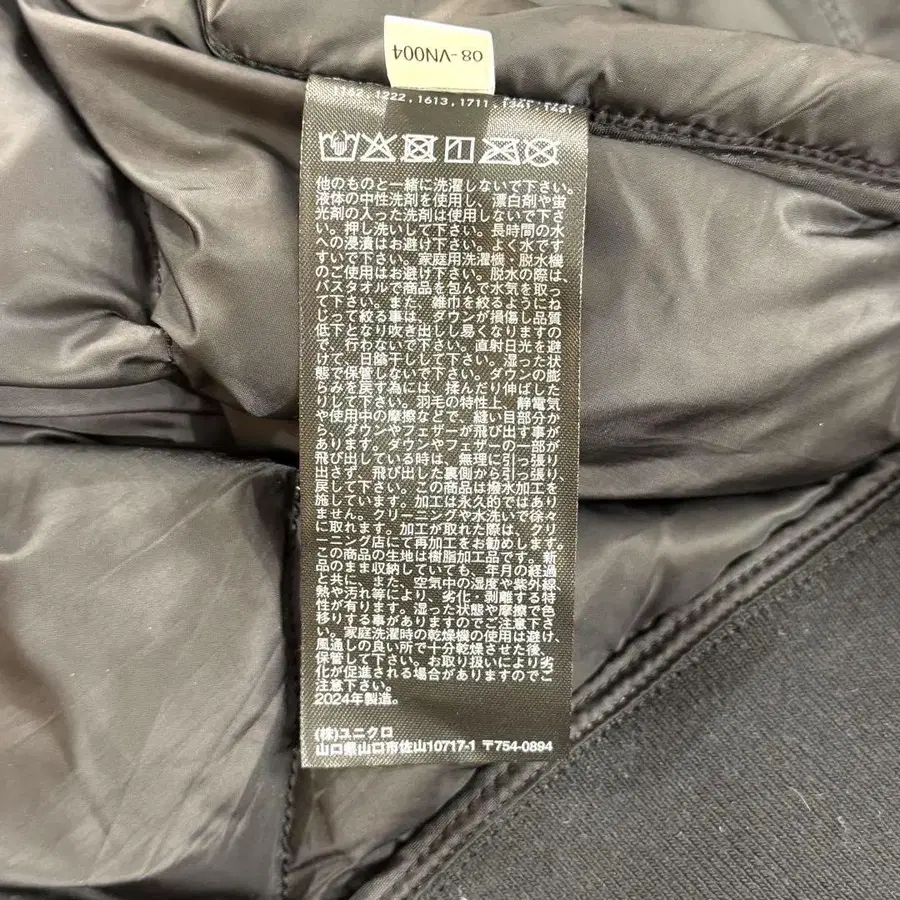 08-VN004
他のものと一緒に洗濯しないで下さい。
液体の中性洗剤を使用し、漂白剤や蛍
光剤の入った洗剤は使用しないで下さ
い。押し洗いして下さい。長時間の水
への浸漬はお避け下さい。よく水です
すいで下さい。家庭用洗濯機・脱水機
のご使用はお避け下さい。脱水の際は、
バスタオルで商品を包んで水気を取っ
て下さい。また、雑巾を絞るようにね
じって絞る事は、ダウンが損傷し品質
低下となり吹き出しし易くなりますの
で、行わないで下さい。直射日光を避
けて、日陰干しして下さい。湿った状
態で保管しないで下さい。ダウンの膨
らみを戻す為には、揉んだり伸ばした
りして下さい。羽毛の特性上、静電気
や使用中の摩擦などで、縫い目部分か
ら、ダウンやフェザーが飛び出す事が
あります。ダウンやフェザーの一部が
飛び出している時は、無理に引っ張り
出さず、飛び出した裏側から引っ張り
戻して下さい。この商品は撥水加工を
施しています。加工は永久的ではあり
ません。クリーニングや水洗いで徐々
に取れます。加工が取れた際は、クリ
ーニング店にて再加工をお勧めします。
この商品の生地は樹脂加工品です。新
品のまま収納していても、年月の経過
と共に、また、空気中の湿度や紫外線
熱や汚れ等により、劣化・剥離する特
性が有ります。湿った状態や摩擦で色
移りする事がありますのでご注意下さ
い。家庭洗濯時の乾燥機の使用は避け、
風通しの良い所で十分乾燥させた後、
保管して下さい。お取り扱いにより劣
化が促進される場合がありますのでご
注意下さい。
2024年製造。
(株)ユニクロ
山口県山口市佐山10717-1 〒754-0894